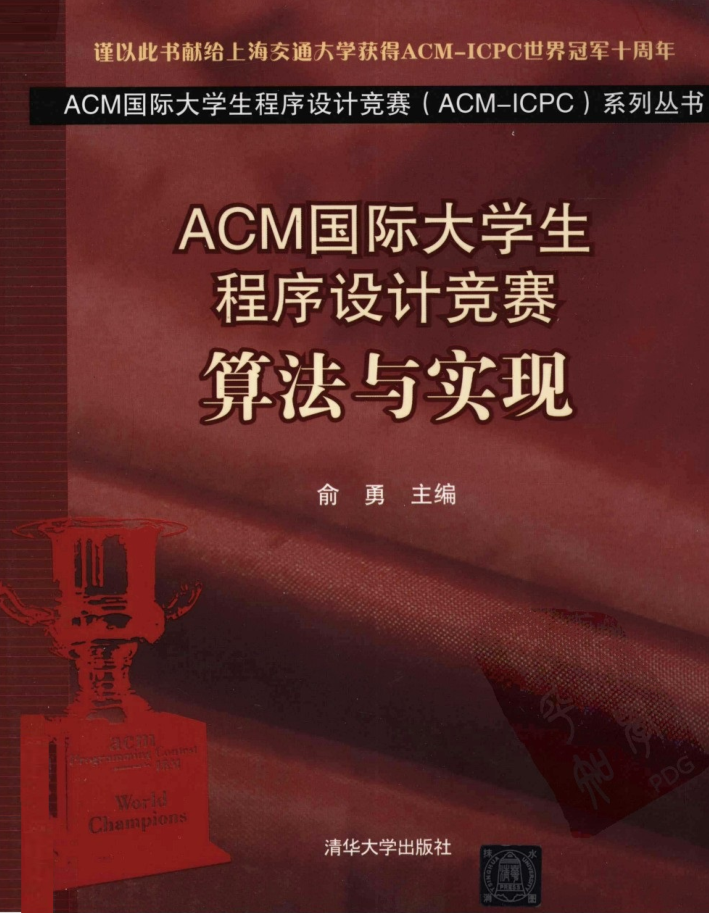 谨以此书献给上海交通大学获得ACM-ICPC世界冠军十周年
ACM国际大学生程序设计竞赛（ACM-ICPC）系列丛书
ACM国际大学生
程序设计竞赛
算法与实现
俞 勇 主编
acm
Programming Contest
World
Champions
PDG
清华大学出版社